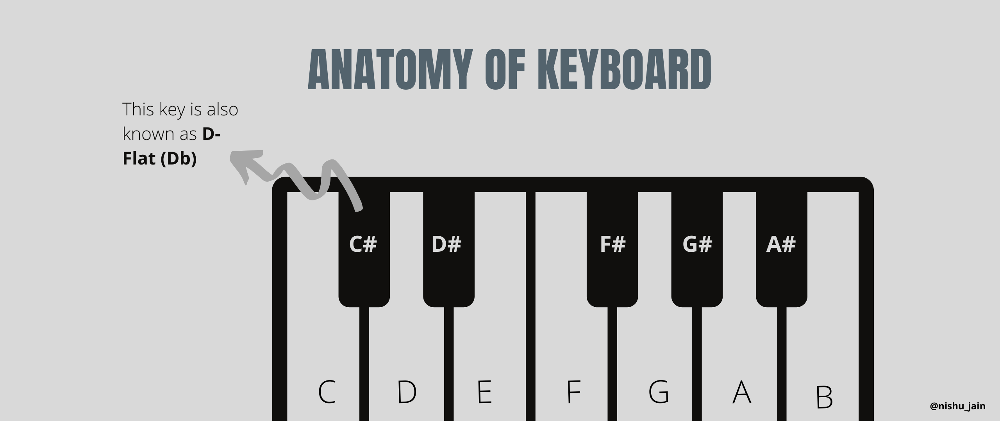 ANATOMY OF KEYBOARD
This key is also
known as D-
Flat (Db)
C# D# F# G# A#
C D E F G A B
@nishu_jain